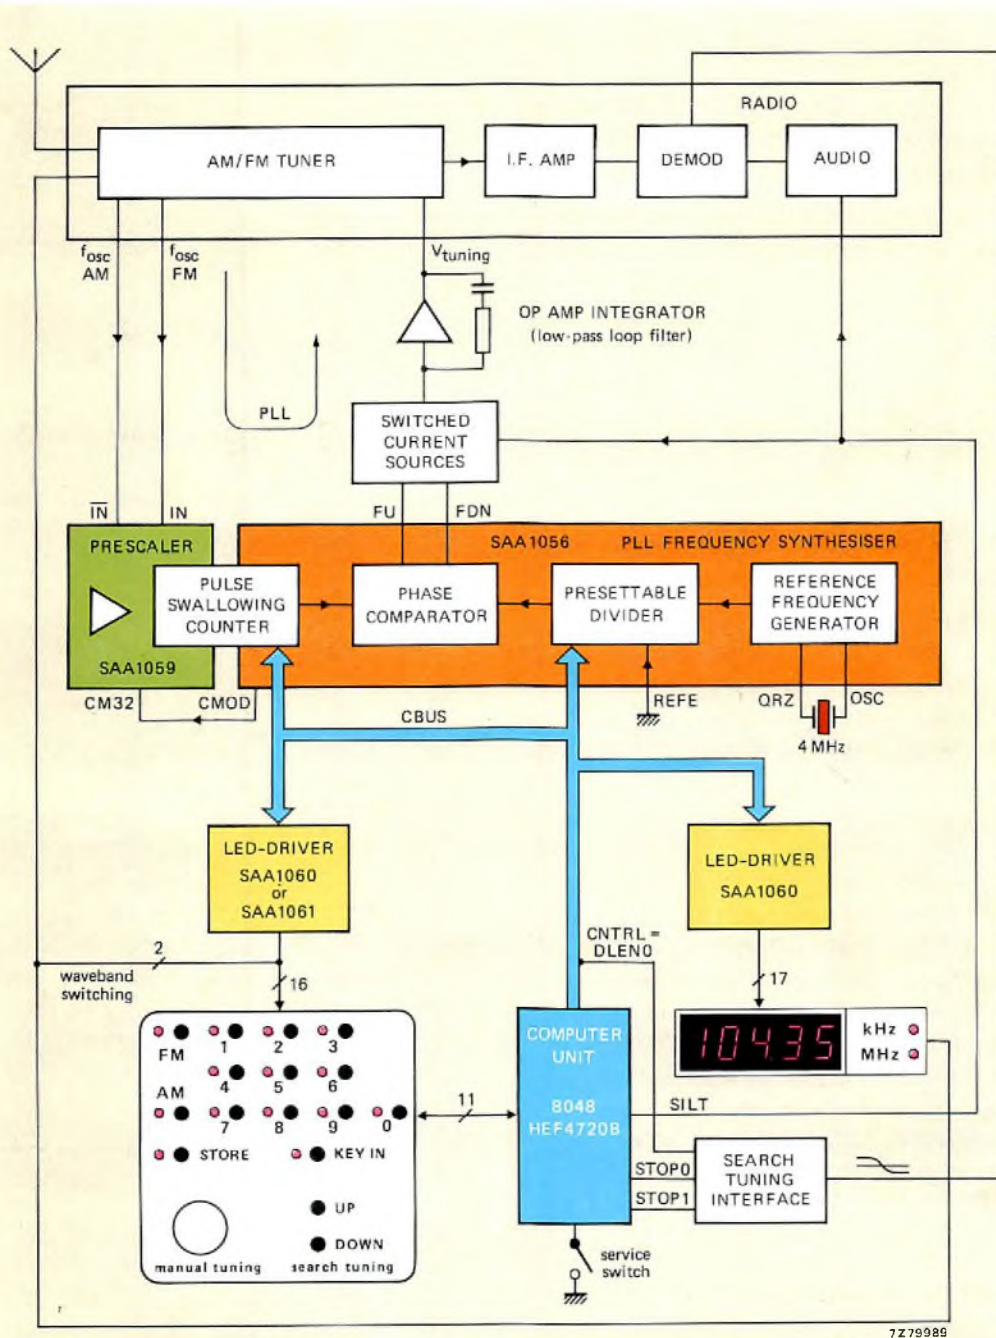 RADIO
AM/FM TUNER
I.F. AMP
DEMOD
AUDIO
fosc
AM
fosc
FM
Vtuning
OP AMP INTEGRATOR
(low-pass loop filter)
PLL
SWITCHED
CURRENT
SOURCES
IN
IN
FU
FDN
PRESCALER
SAA1056
PLL FREQUENCY SYNTHESISER
PULSE
SWALLOWING
COUNTER
PHASE
COMPARATOR
PRESETTABLE
DIVIDER
REFERENCE
FREQUENCY
GENERATOR
SAA1059
CM32
CMOD
CBUS
REFE
QRZ
OSC
4 MHz
LED-DRIVER
SAA1060
or
SAA1061
LED-DRIVER
SAA1060
CNTRL =
DLEN0
2
waveband
switching
16
17
FM
1
2
3
4
5
6
AM
7
8
9
0
STORE
KEY IN
UP
DOWN
manual tuning
search tuning
11
COMPUTER
UNIT
8048
HEF4720B
104.35
kHz
MHz
SILT
STOP0
STOP1
SEARCH
TUNING
INTERFACE
service
switch
7Z79989